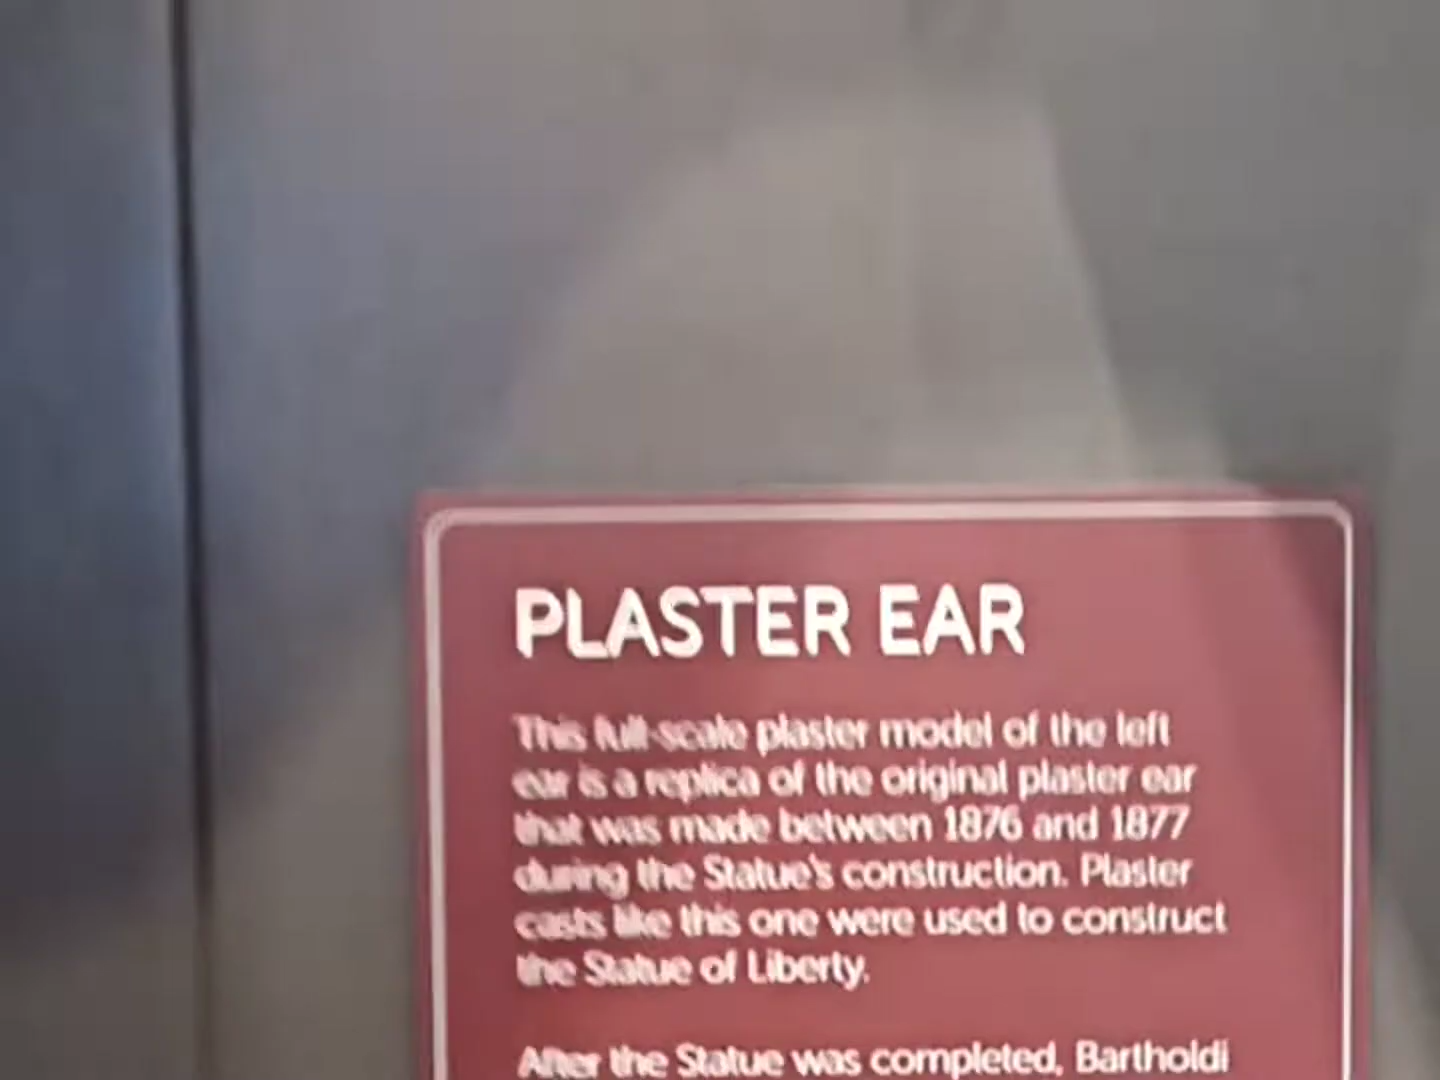 PLASTER EAR
This full-scale plaster model of the left
ear is a replica of the original plaster ear
that was made between 1876 and 1877
during the Statue's construction. Plaster
casts like this one were used to construct
the Statue of Liberty.
After the Statue was completed, Bartholdi